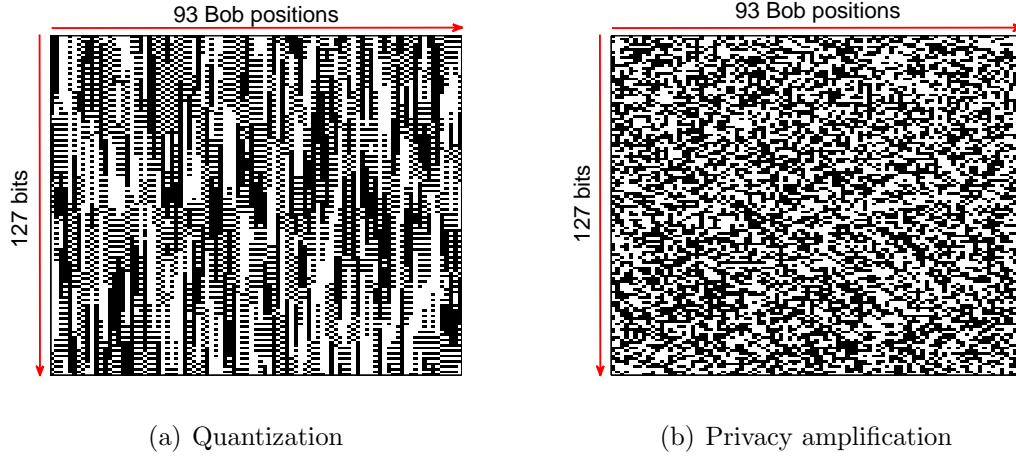 93 Bob positions
127 bits
(a) Quantization
93 Bob positions
127 bits
(b) Privacy amplification